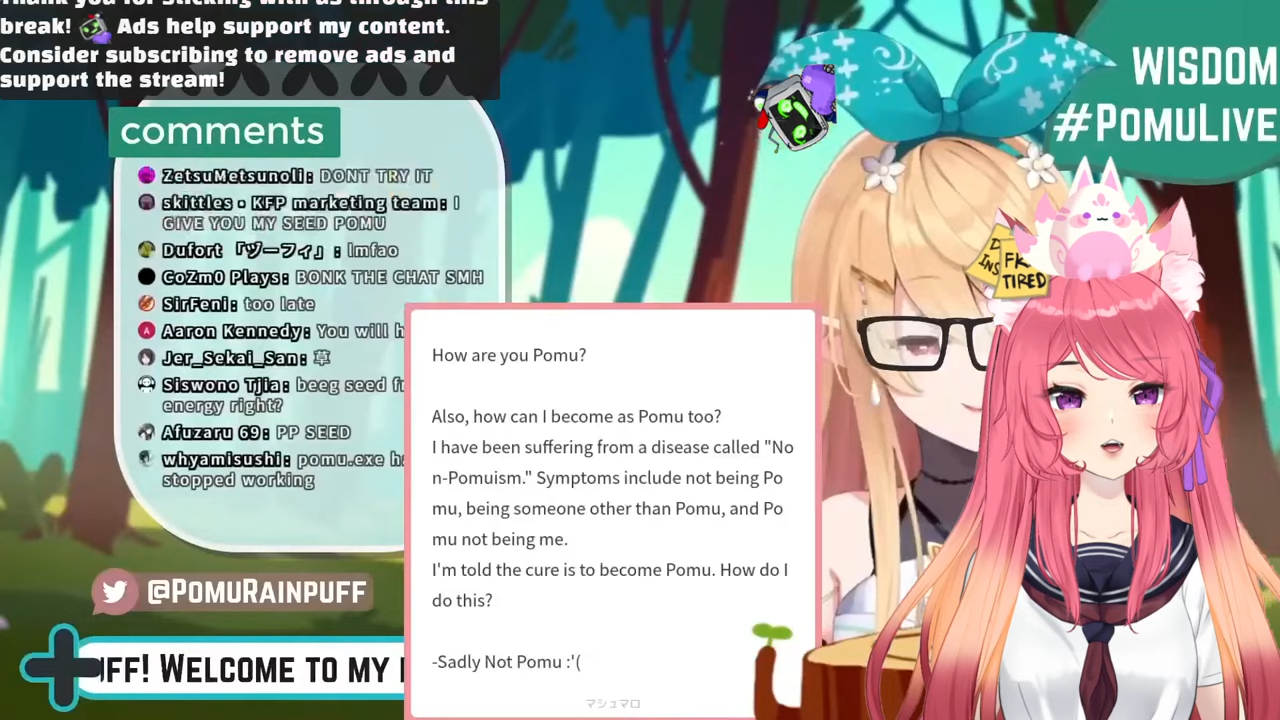 Thank you for sticking with us through this
break! Ads help support my content.
Consider subscribing to remove ads and
support the stream!
WISDOM
#POMULIVE
comments
ZetsuMetsunoli: DONT TRY IT
skittles • KFP marketing team: I
GIVE YOU MY SEED POMU
Dufort 「ヅーフィ」: lmfao
CoZm0 Plays: BONK THE CHAT SMH
SirFeni: too late
Aaron Kennedy: You will
Jer_Sekai_San: 草
Siswono Tjia: beeg seed
energy right?
Afuzaru 69: PP SEED
whyamisushi: pomu.exe
stopped working
FK
TIRED
How are you Pomu?
Also, how can I become as Pomu too?
I have been suffering from a disease called "No
n-Pomuism." Symptoms include not being Po
mu, being someone other than Pomu, and Po
mu not being me.
I'm told the cure is to become Pomu. How do I
do this?
-Sadly Not Pomu :'(
マシュマロ
@POMURAINPUFF
IFF! WELCOME TO MY